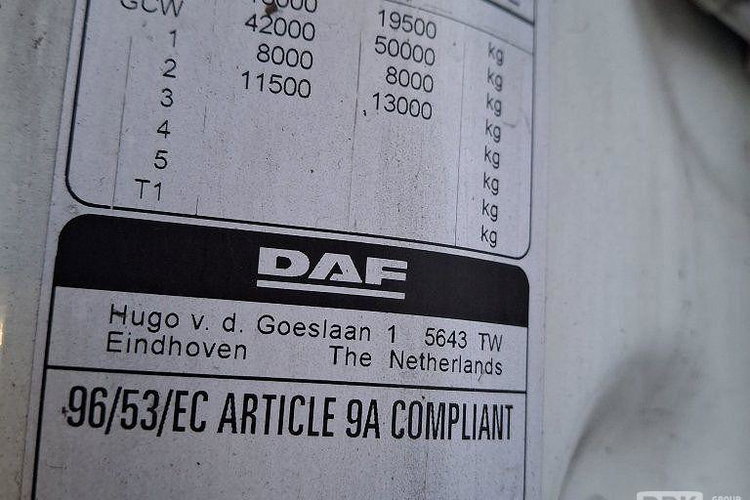 19500 kg
GCW 42000 50000 kg
1 8000 8000 kg
2 11500 13000 kg
3 kg
4 kg
5 kg
T1 kg
DAF
Hugo v. d. Goeslaan 1 5643 TW
Eindhoven The Netherlands
96/53/EC ARTICLE 9A COMPLIANT